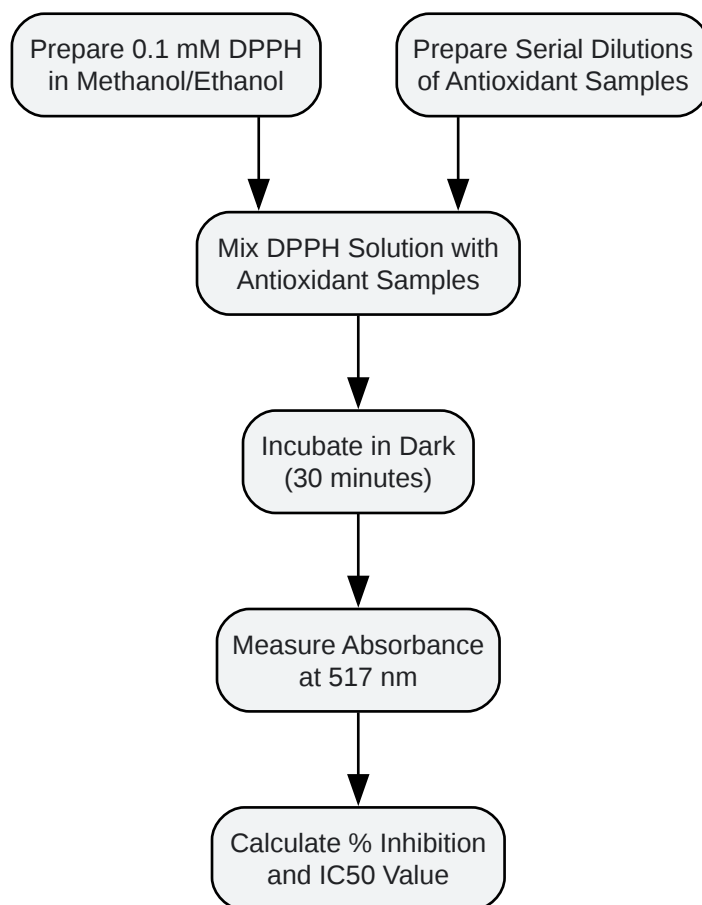 Prepare 0.1 mM DPPH
in Methanol/Ethanol
Prepare Serial Dilutions
of Antioxidant Samples
Mix DPPH Solution with
Antioxidant Samples
Incubate in Dark
(30 minutes)
Measure Absorbance
at 517 nm
Calculate % Inhibition
and IC50 Value